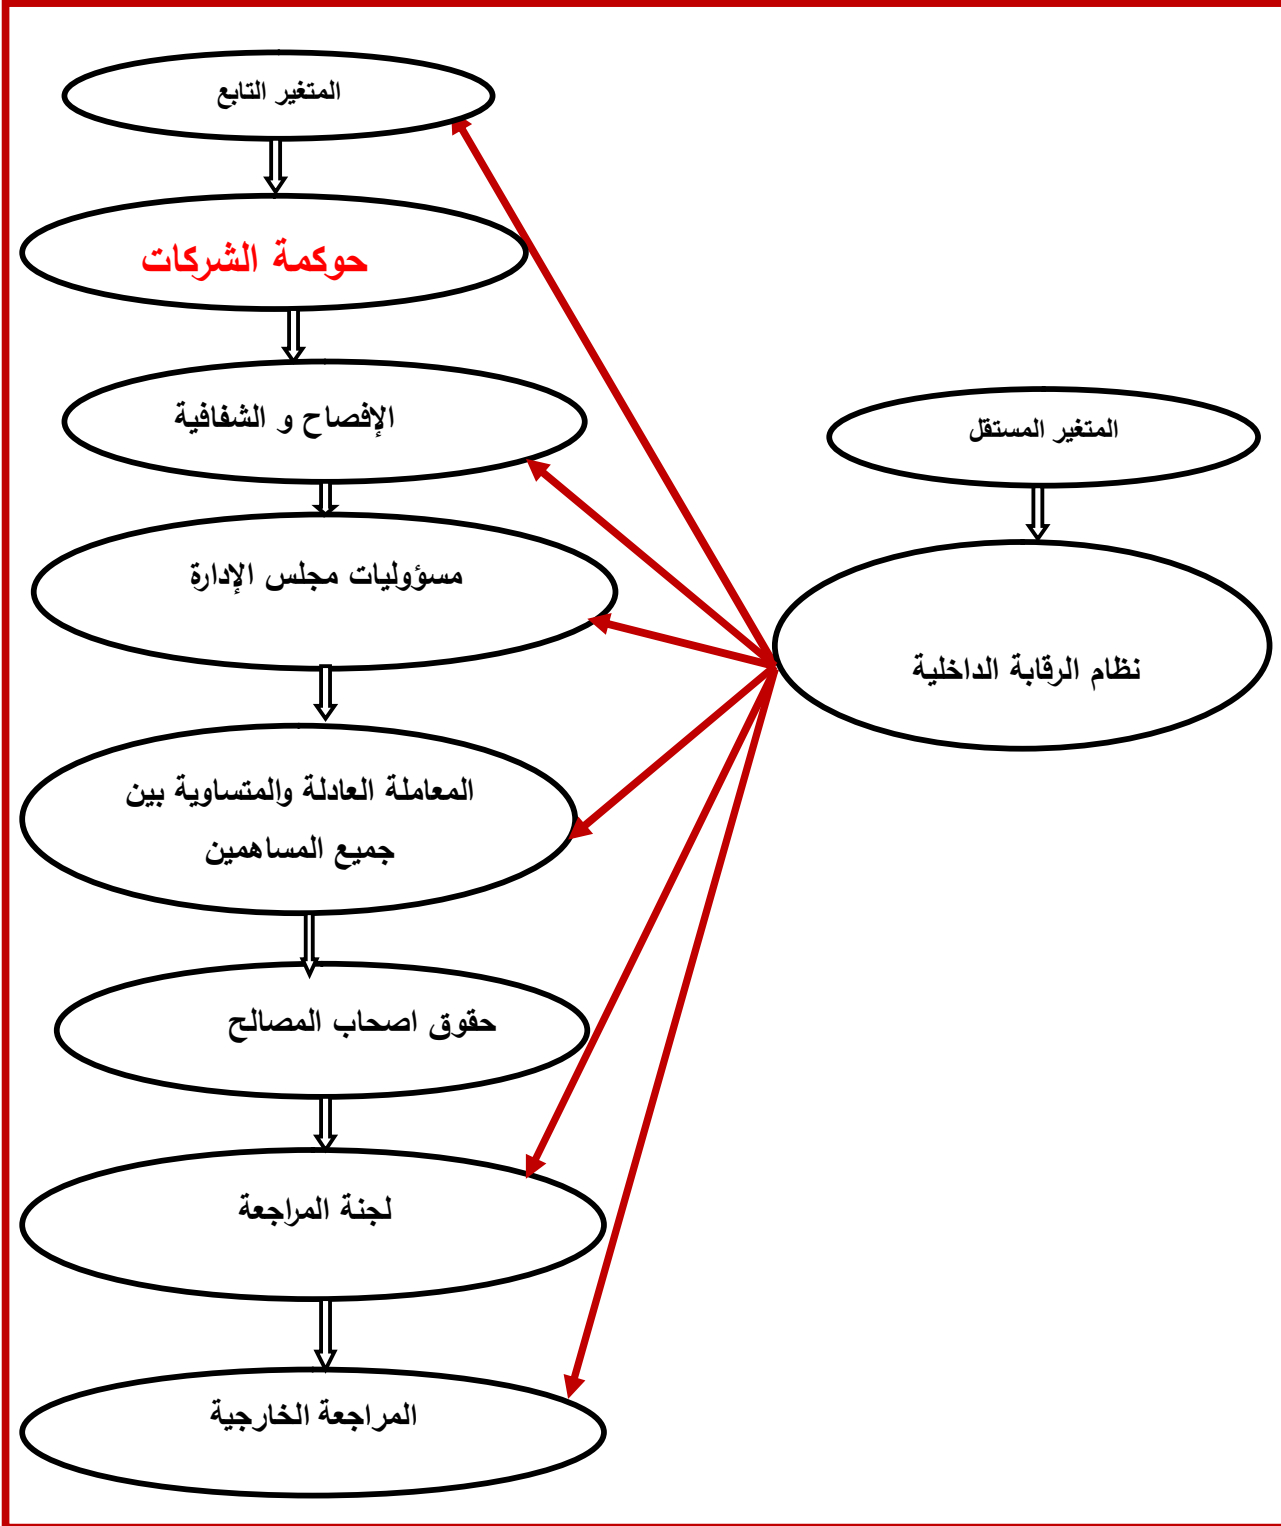 المتغير التابع
حوكمة الشركات
الإفصاح و الشفافية
المتغير المستقل
مسؤوليات مجلس الإدارة
نظام الرقابة الداخلية
المعاملة العادلة والمتساوية بين
جميع المساهمين
حقوق اصحاب المصالح
لجنة المراجعة
المراجعة الخارجية